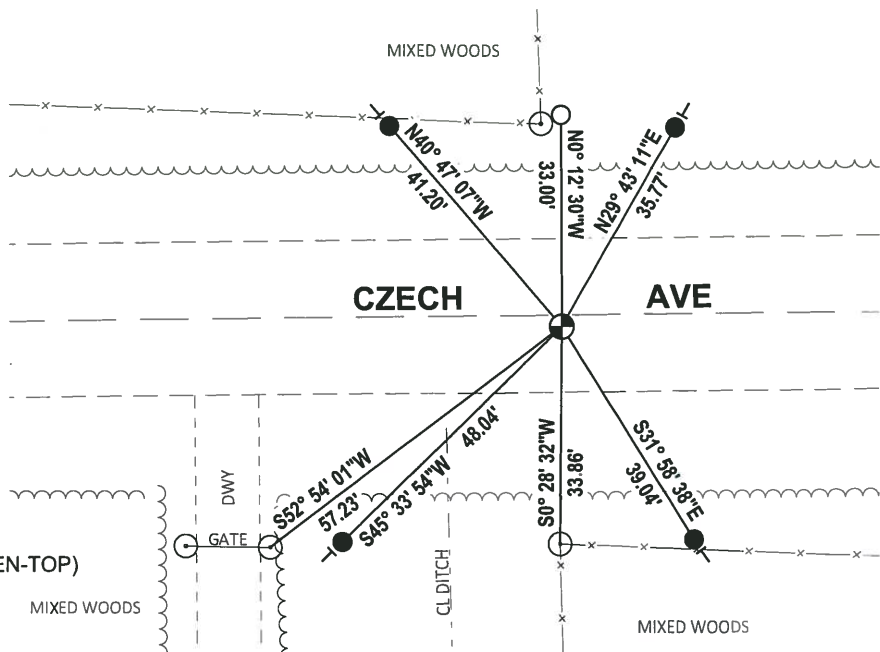 MIXED WOODS
N40° 47' 07"W
41.20'
N0° 12' 30"W
33.00'
N29° 43' 11"E
35.77'
CZECH AVE
S52° 54' 01"W
57.23'
S45° 33' 54"W
48.04'
S0° 28' 32"W
33.86'
S31° 58' 38"E
39.04'
DWY
GATE
CL DITCH
EN-TOP)
MIXED WOODS
MIXED WOODS